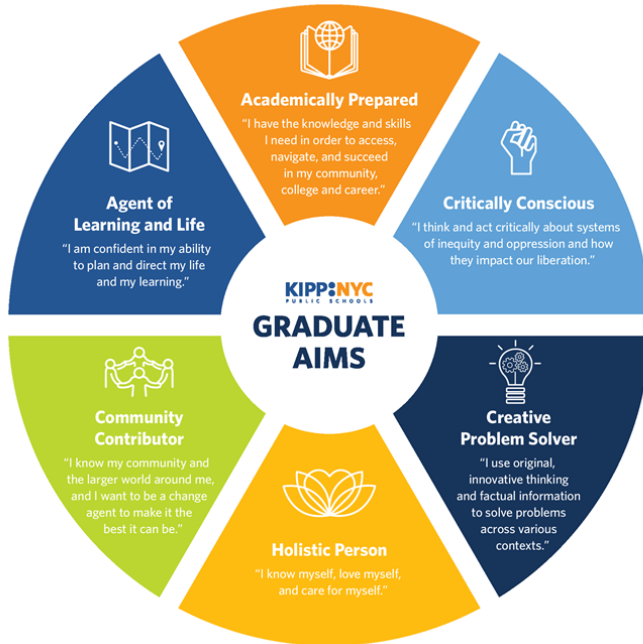 Academically Prepared
“I have the knowledge and skills
I need in order to access,
navigate, and succeed
in my community,
college and career.”
Critically Conscious
“I think and act critically about systems
of inequity and oppression and how
they impact our liberation.”
Creative
Problem Solver
“I use original,
innovative thinking
and factual information
to solve problems
across various
contexts.”
Holistic Person
“I know myself, love myself,
and care for myself.”
Community
Contributor
“I know my community and
the larger world around me,
and I want to be a change
agent to make it the
best it can be.”
Agent of
Learning and Life
“I am confident in my ability
to plan and direct my life
and my learning.”
KIPP:NYC
PUBLIC SCHOOLS
GRADUATE
AIMS